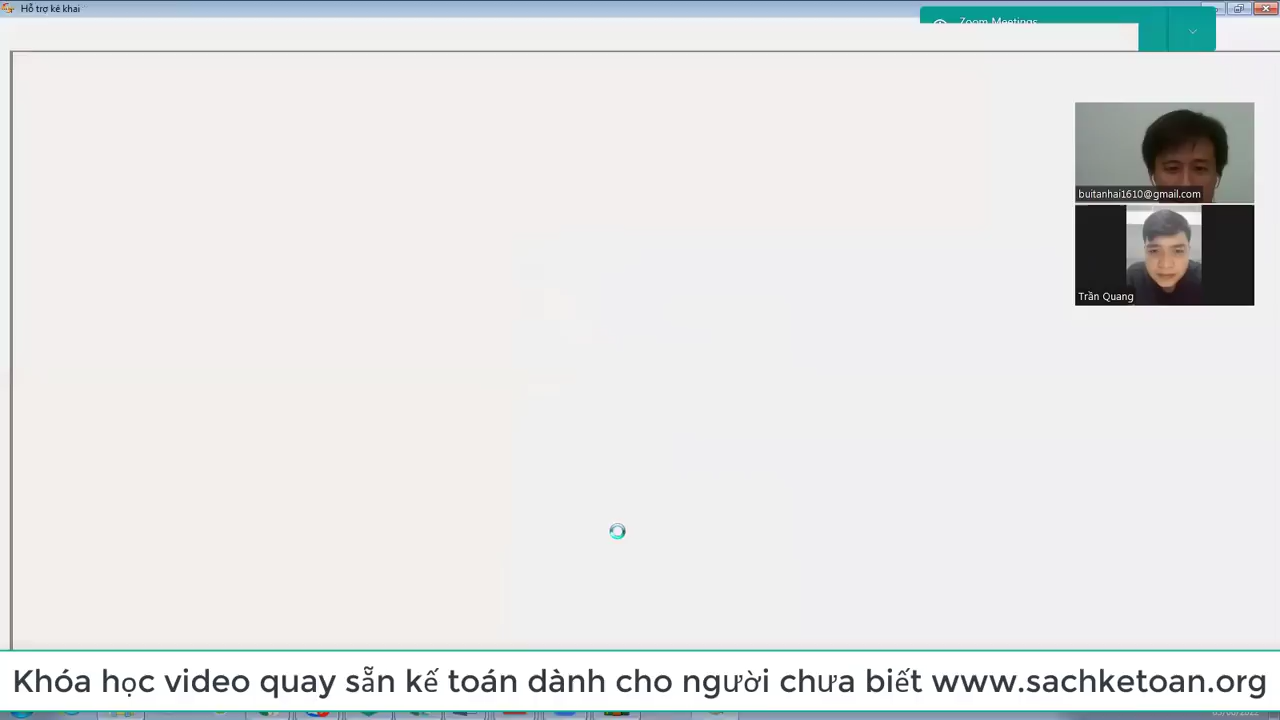 Hỗ trợ kê khai
Zoom Meetings
buitanhai1610@gmail.com
Trần Quang
Khóa học video quay sẵn kế toán dành cho người chưa biết www.sachketoan.org